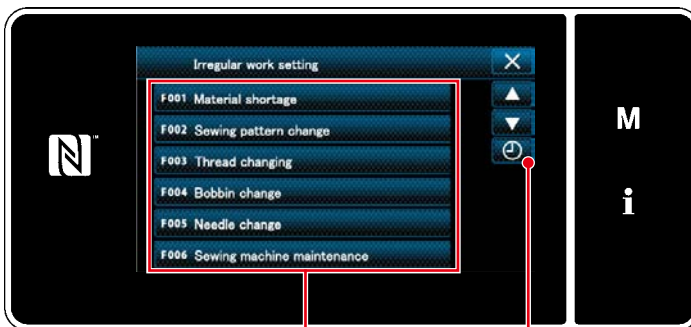 Irregular work setting
F001 Material shortage
F002 Sewing pattern change
F003 Thread changing
F004 Bobbin change
F005 Needle change
F006 Sewing machine maintenance
M
i